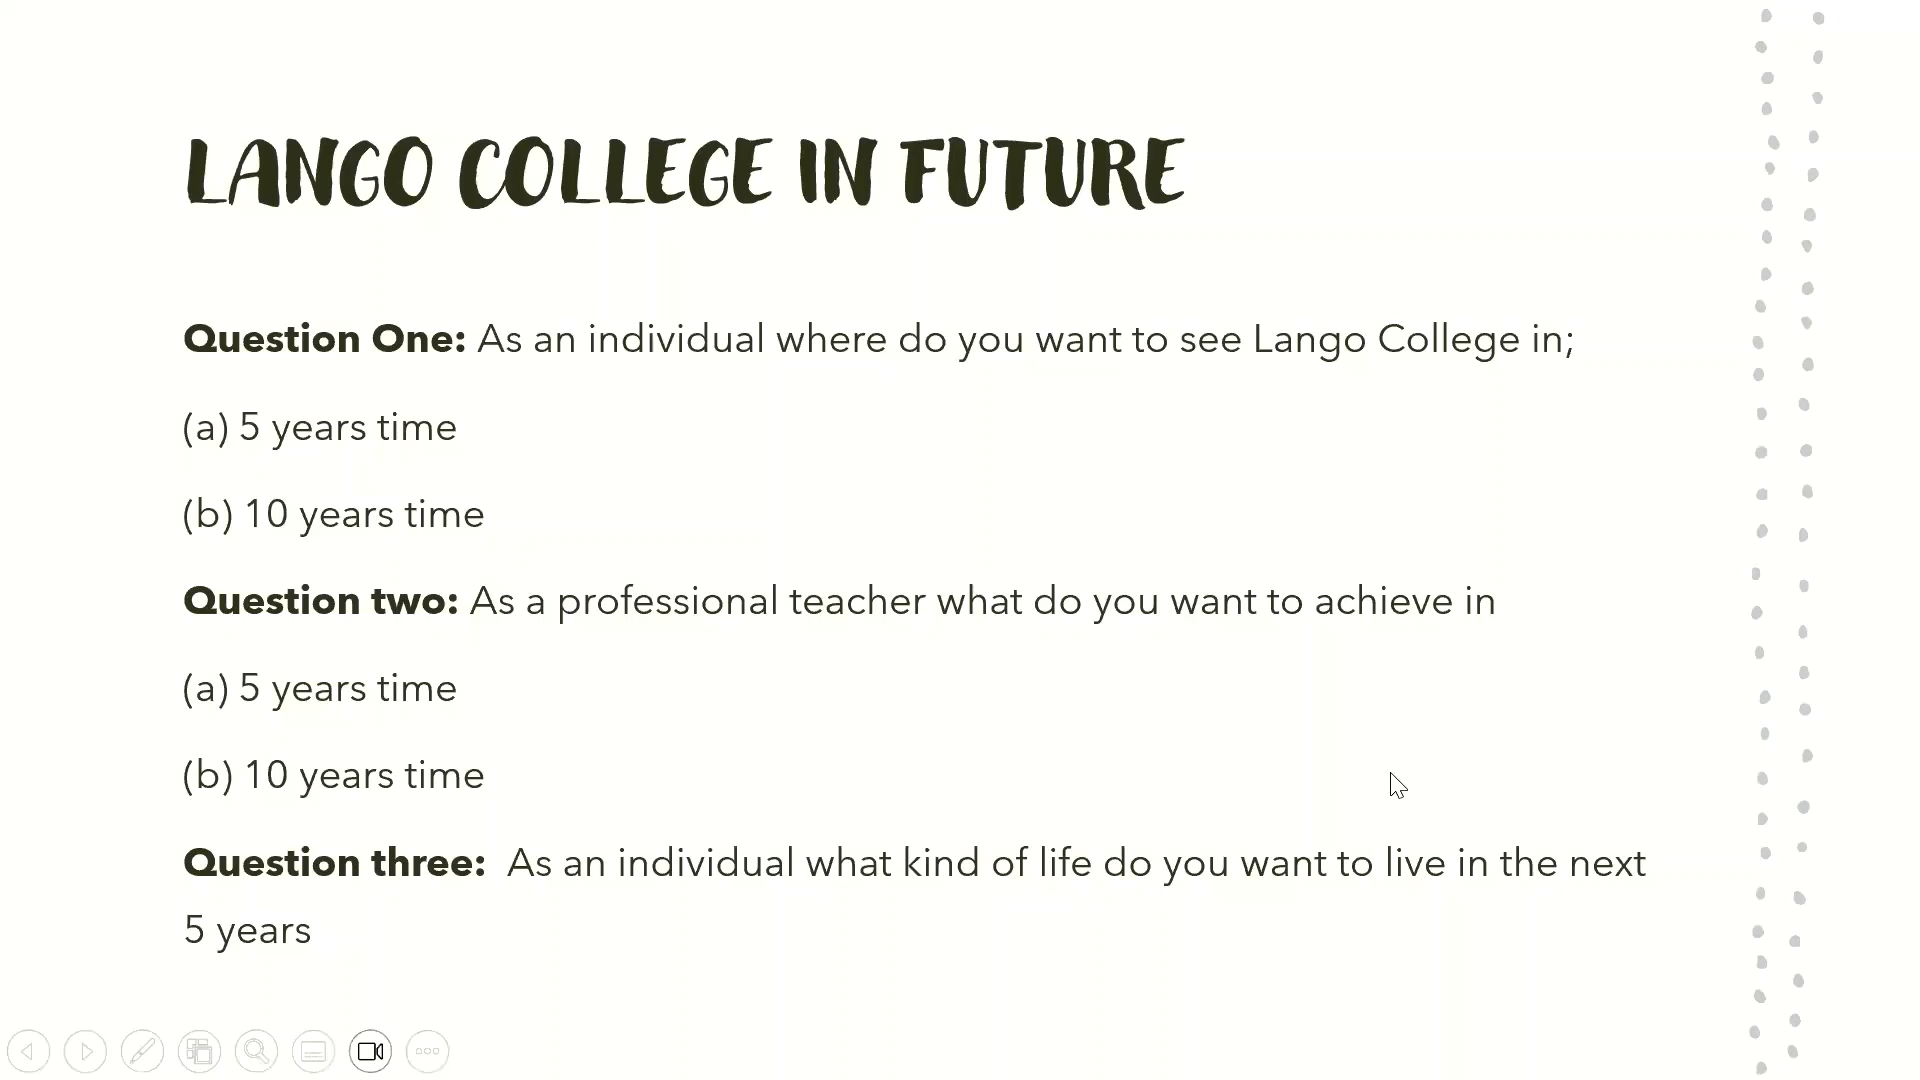 LANGO COLLEGE IN FUTURE
Question One: As an individual where do you want to see Lango College in;
(a) 5 years time
(b) 10 years time
Question two: As a professional teacher what do you want to achieve in
(a) 5 years time
(b) 10 years time
Question three: As an individual what kind of life do you want to live in the next
5 years